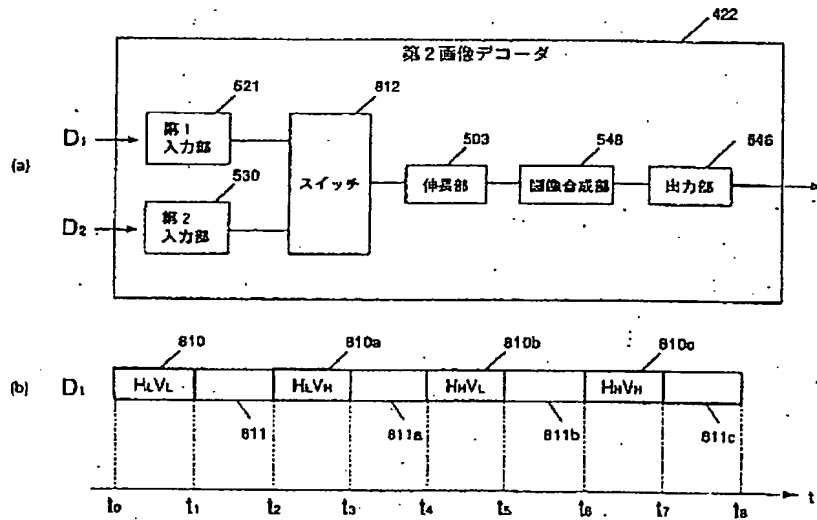 422
第2画像デコーダ
521
812
D₁
第1
入力部
503
548
546
(a)
530
スイッチ
伸長部
画像合成部
出力部
D₂
第2
入力部
810
810a
810b
810c
(b)
D₁
HLVL
HLVH
HHVL
HHVH
811
811a
811b
811c
t₀
t₁
t₂
t₃
t₄
t₅
t₆
t₇
t₈
t